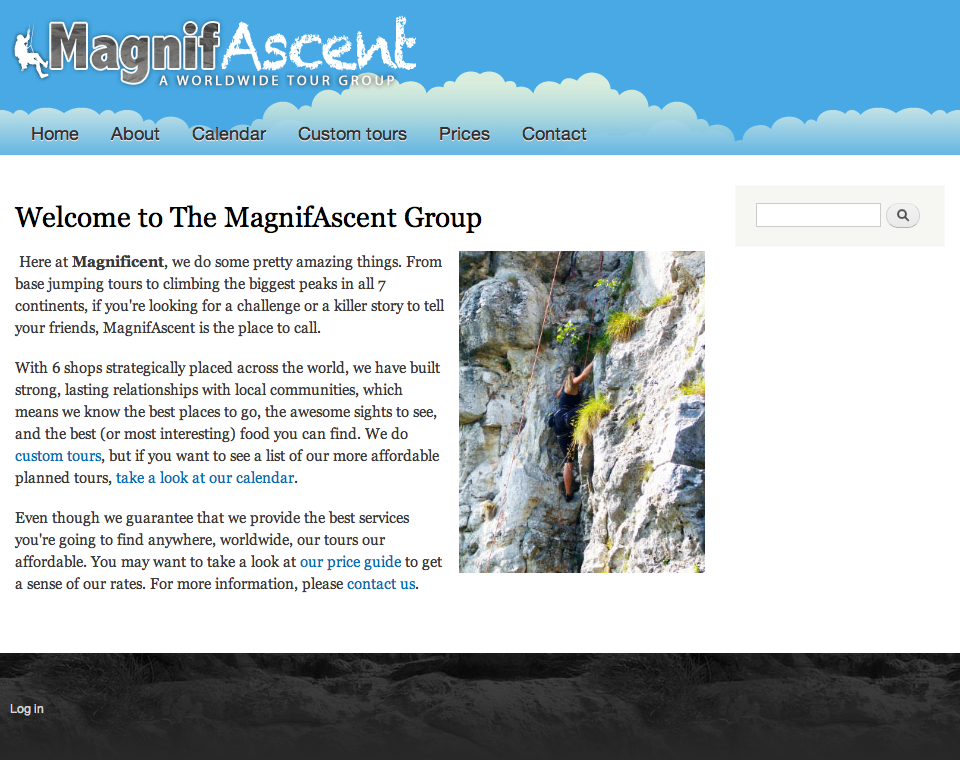 MagnifAscent
A WORLDWIDE TOUR GROUP
Home About Calendar Custom tours Prices Contact
Welcome to The MagnifAscent Group
Here at Magnificent, we do some pretty amazing things. From
base jumping tours to climbing the biggest peaks in all 7
continents, if you're looking for a challenge or a killer story to tell
your friends, MagnifAscent is the place to call.
With 6 shops strategically placed across the world, we have built
strong, lasting relationships with local communities, which
means we know the best places to go, the awesome sights to see,
and the best (or most interesting) food you can find. We do
custom tours, but if you want to see a list of our more affordable
planned tours, take a look at our calendar.
Even though we guarantee that we provide the best services
you're going to find anywhere, worldwide, our tours our
affordable. You may want to take a look at our price guide to get
a sense of our rates. For more information, please contact us.
Log in